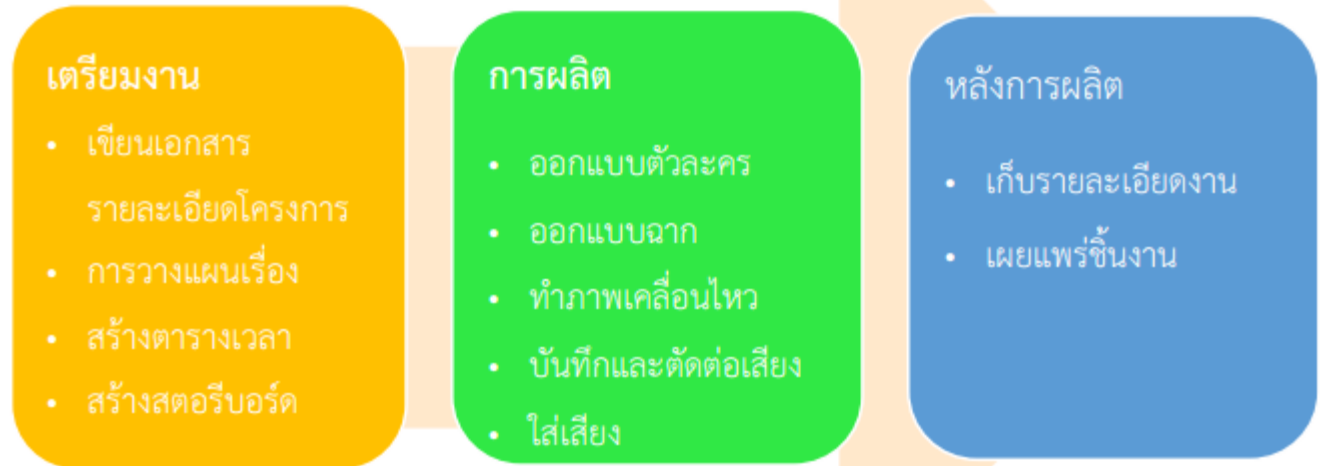 เตรียมงาน
• เขียนเอกสาร
รายละเอียดโครงการ
• การวางแผนเรื่อง
• สร้างตารางเวลา
• สร้างสตอรีบอร์ด
การผลิต
• ออกแบบตัวละคร
• ออกแบบฉาก
• ทำภาพเคลื่อนไหว
• บันทึกและตัดต่อเสียง
• ใส่เสียง
หลังการผลิต
• เก็บรายละเอียดงาน
• เผยแพร่ชิ้นงาน